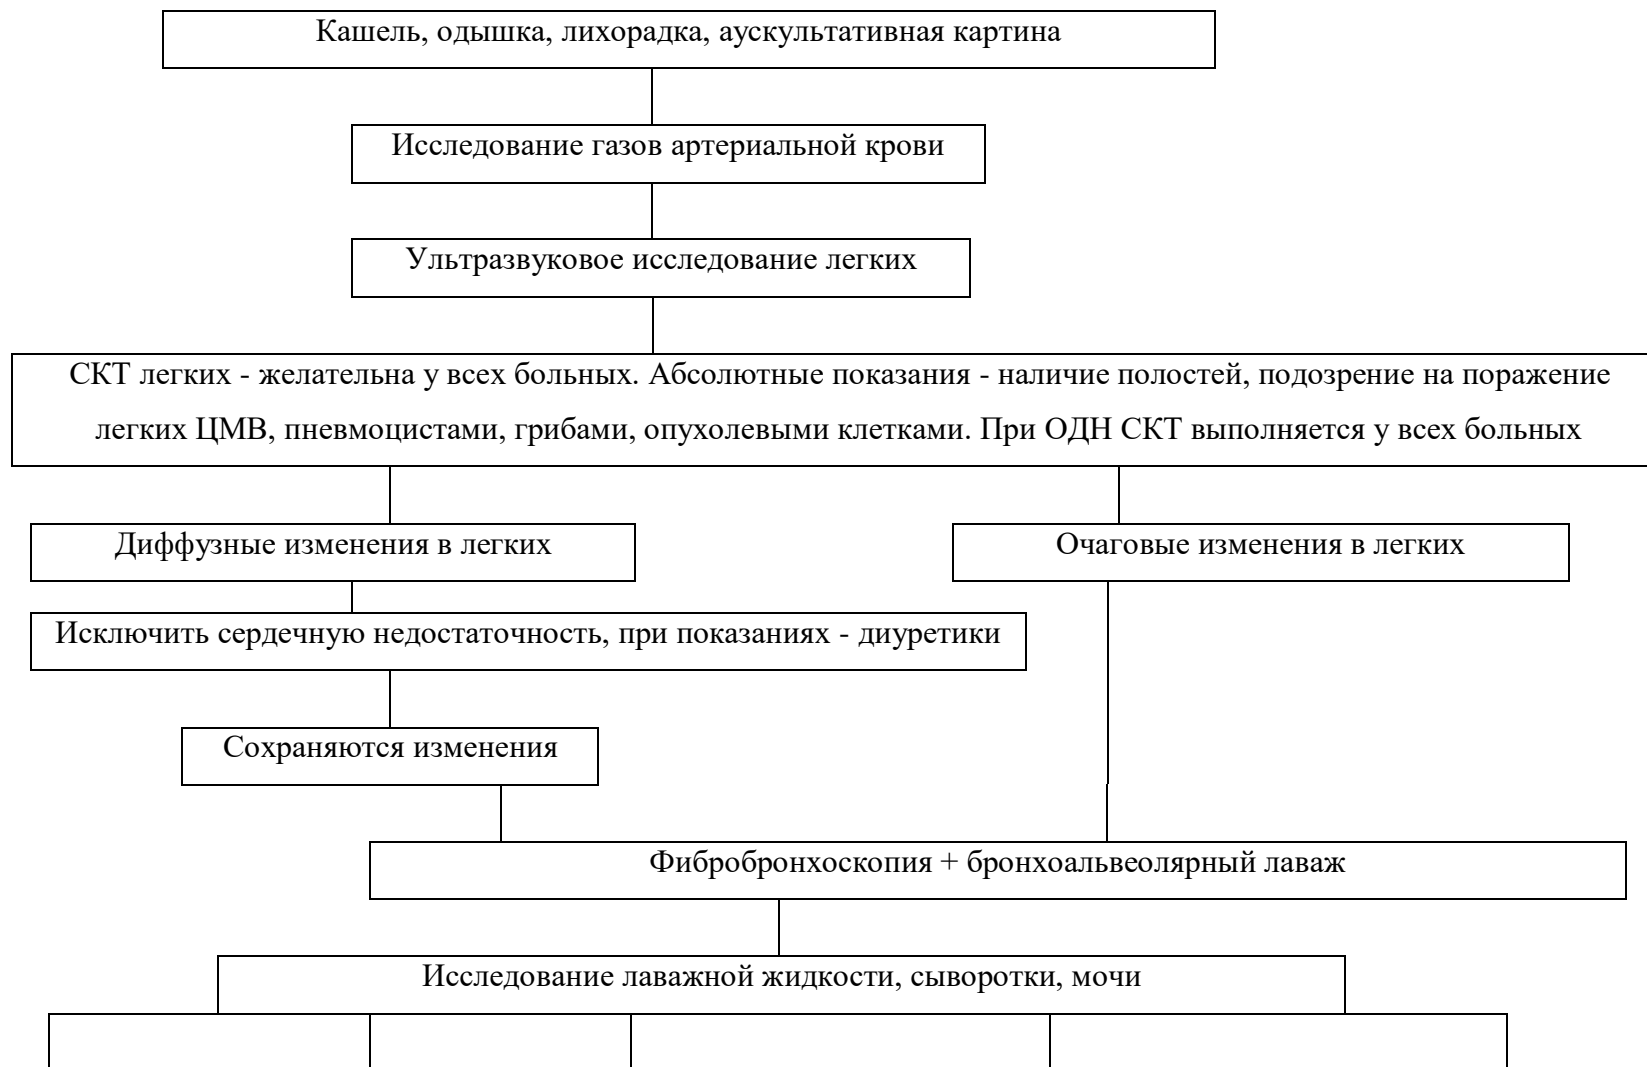 Кашель, одышка, лихорадка, аускультативная картина
Исследование газов артериальной крови
Ультразвуковое исследование легких
СКТ легких - желательна у всех больных. Абсолютные показания - наличие полостей, подозрение на поражение
легких ЦМВ, пневмоцистами, грибами, опухолевыми клетками. При ОДН СКТ выполняется у всех больных
Диффузные изменения в легких
Очаговые изменения в легких
Исключить сердечную недостаточность, при показаниях - диуретики
Сохраняются изменения
Фибробронхоскопия + бронхоальвеолярный лаваж
Исследование лаважной жидкости, сыворотки, мочи